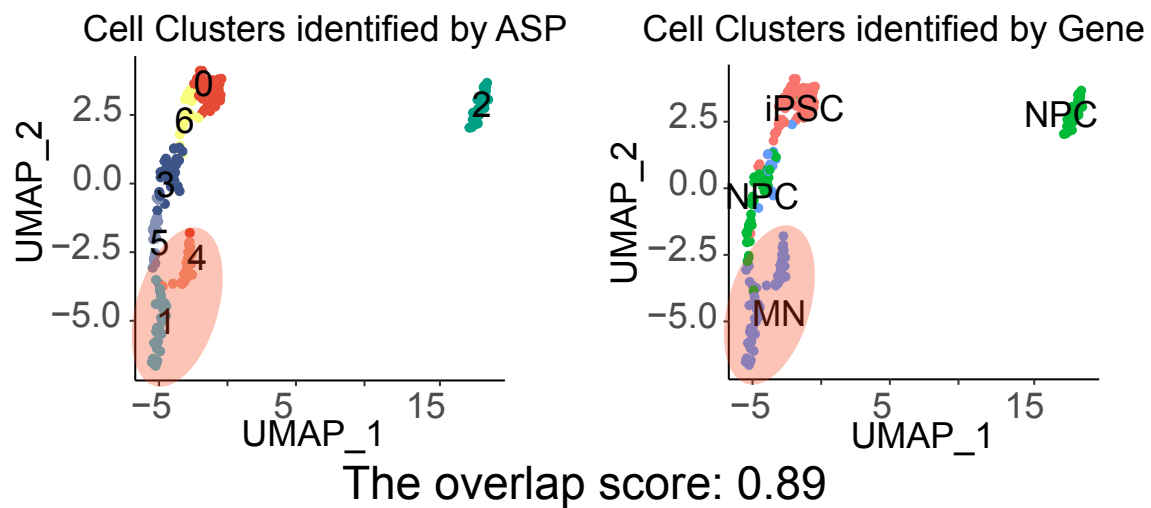 Cell Clusters identified by ASP
UMAP_2
2.5
0.0
−2.5
−5.0
0
6
3
5
4
1
2
−5
5
15
UMAP_1
Cell Clusters identified by Gene
UMAP_2
2.5
0.0
−2.5
−5.0
iPSC
NPC
NPC
MN
−5
5
15
UMAP_1
The overlap score: 0.89